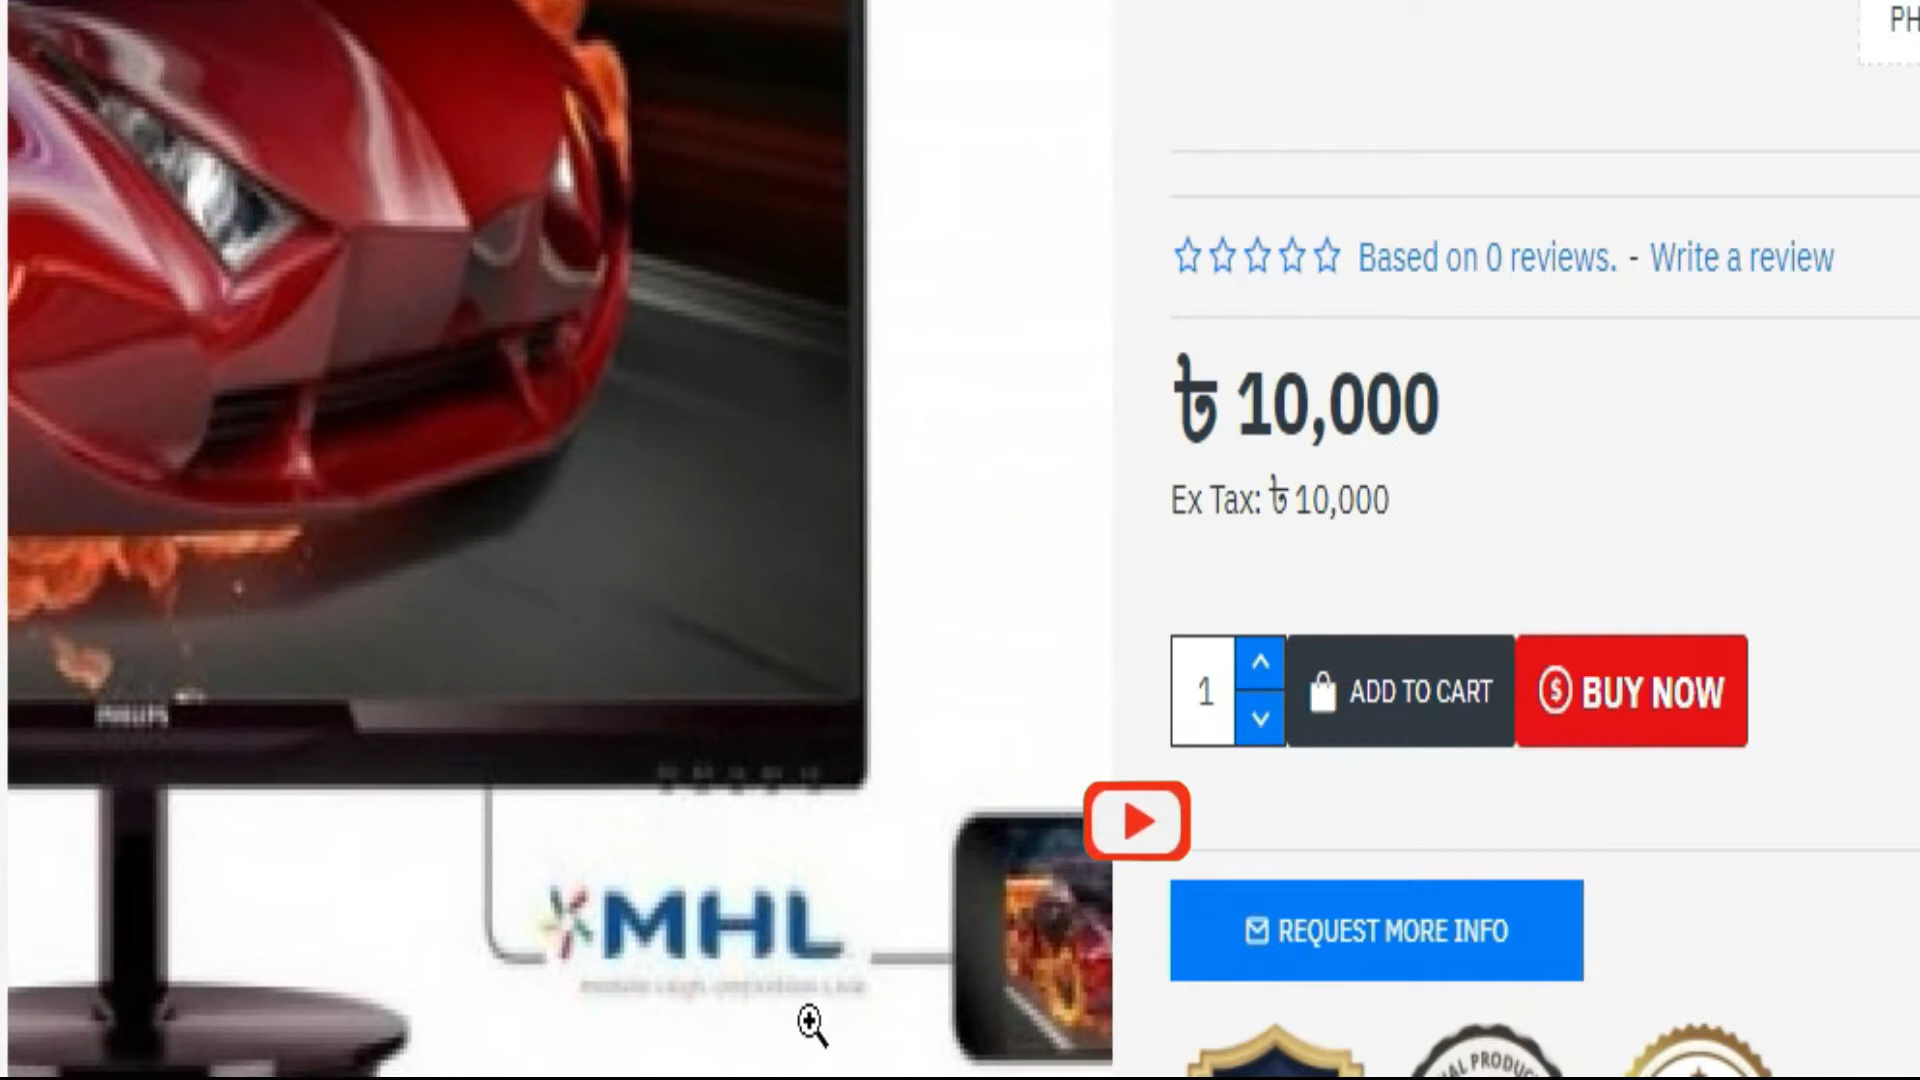 PH
Based on 0 reviews. - Write a review
৳ 10,000
Ex Tax: ৳ 10,000
1
ADD TO CART
BUY NOW
PHILIPS
MHL
REQUEST MORE INFO
PRODUC